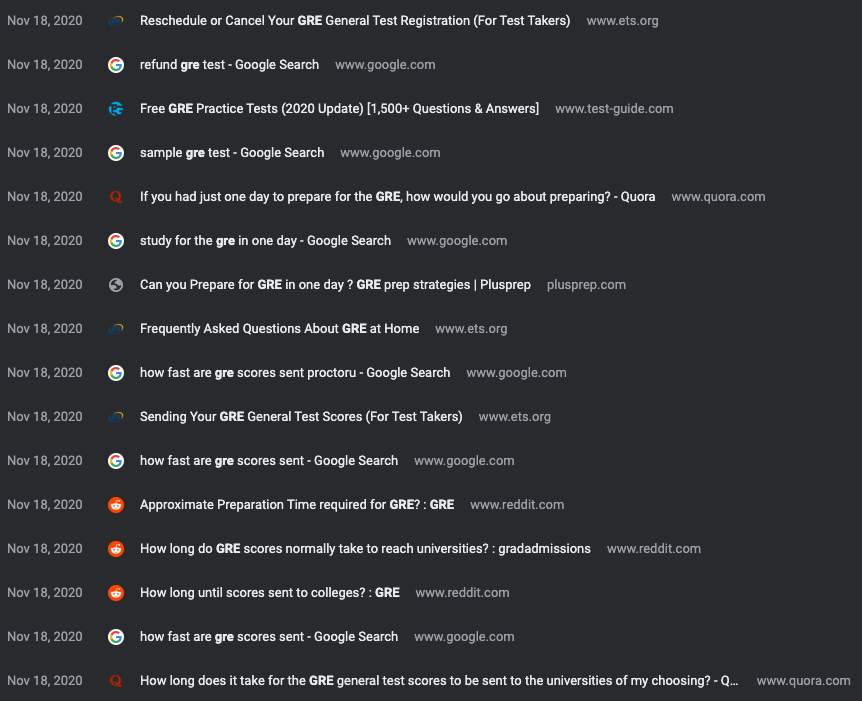 Nov 18, 2020 Reschedule or Cancel Your GRE General Test Registration (For Test Takers) www.ets.org
Nov 18, 2020 refund gre test - Google Search www.google.com
Nov 18, 2020 Free GRE Practice Tests (2020 Update) [1,500+ Questions & Answers] www.test-guide.com
Nov 18, 2020 sample gre test - Google Search www.google.com
Nov 18, 2020 If you had just one day to prepare for the GRE, how would you go about preparing? - Quora www.quora.com
Nov 18, 2020 study for the gre in one day - Google Search www.google.com
Nov 18, 2020 Can you Prepare for GRE in one day ? GRE prep strategies | Plusprep plusprep.com
Nov 18, 2020 Frequently Asked Questions About GRE at Home www.ets.org
Nov 18, 2020 how fast are gre scores sent proctoru - Google Search www.google.com
Nov 18, 2020 Sending Your GRE General Test Scores (For Test Takers) www.ets.org
Nov 18, 2020 how fast are gre scores sent - Google Search www.google.com
Nov 18, 2020 Approximate Preparation Time required for GRE? : GRE www.reddit.com
Nov 18, 2020 How long do GRE scores normally take to reach universities? : gradadmissions www.reddit.com
Nov 18, 2020 How long until scores sent to colleges? : GRE www.reddit.com
Nov 18, 2020 how fast are gre scores sent - Google Search www.google.com
Nov 18, 2020 How long does it take for the GRE general test scores to be sent to the universities of my choosing? - Q... www.quora.com